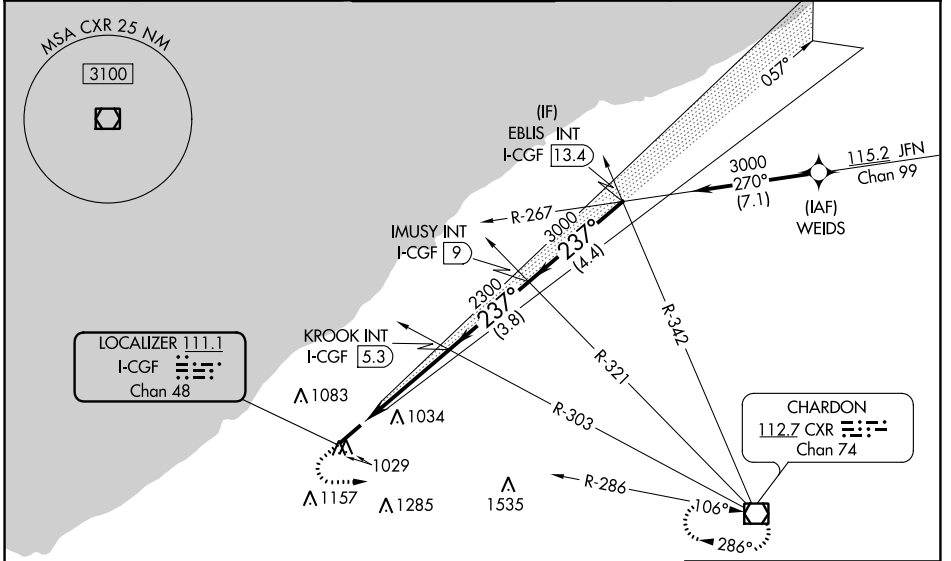 MSA CXR 25 NM
3100
057°
(IF)
EBLIS INT
I-CGF 13.4
3000
270°
(7.1)
115.2 JFN
Chan 99
(IAF)
WEIDS
R-267
IMUSY INT
I-CGF 9
3000
237°
(4.4)
2300
237°
(3.8)
R-342
KROOK INT
I-CGF 5.3
R-321
LOCALIZER 111.1
I-CGF
Chan 48
1083
1034
R-303
CHARDON
112.7 CXR
Chan 74
1029
1157
1285
1535
R-286
106°
286°